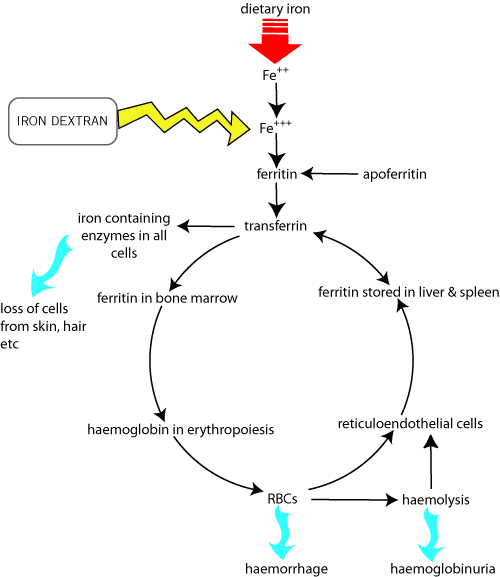 dietary iron
Fe++
IRON DEXTRAN
Fe+++
ferritin
apoferritin
iron containing
enzymes in all
cells
transferrin
loss of cells
from skin, hair
etc
ferritin in bone marrow
ferritin stored in liver & spleen
haemoglobin in erythropoiesis
reticuloendothelial cells
RBCs
haemolysis
haemorrhage
haemoglobinuria